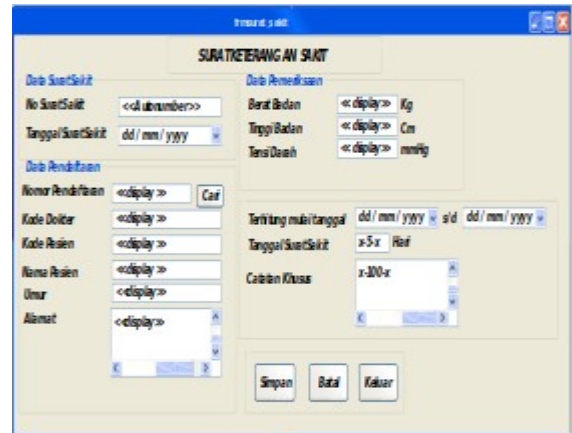 frmsurat_sakit
SURAT KETERANGAN SAKIT
Data Surat Sakit
No Surat Sakit <<Autonumber>>
Tanggal Surat Sakit dd / mm / yyyy
Data Pendaftaran
Nomor Pendaftaran <<display >> Cari
Kode Dokter <<display >>
Kode Pasien <<display >>
Nama Pasien <<display >>
Umur <<display >>
Alamat <<display >>
Data Pemeriksaan
Berat Badan << display >> Kg
Tinggi Badan << display >> Cm
Tensi Darah << display >> mmHg
Terhitung mulai tanggal dd / mm / yyyy s/d dd / mm / yyyy
Tanggal Surat Sakit x-5-x Hari
Catatan Khusus x-100-x
Simpan Batal Keluar